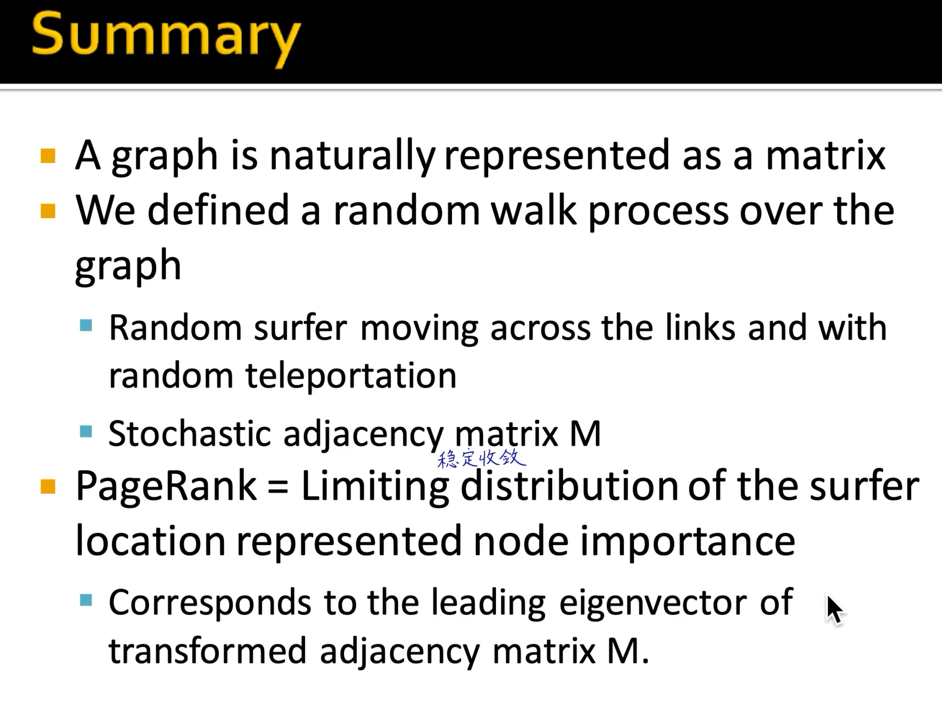 Summary
A graph is naturally represented as a matrix
We defined a random walk process over the
graph
Random surfer moving across the links and with
random teleportation
Stochastic adjacency matrix M
稳定收敛
PageRank = Limiting distribution of the surfer
location represented node importance
Corresponds to the leading eigenvector of
transformed adjacency matrix M.